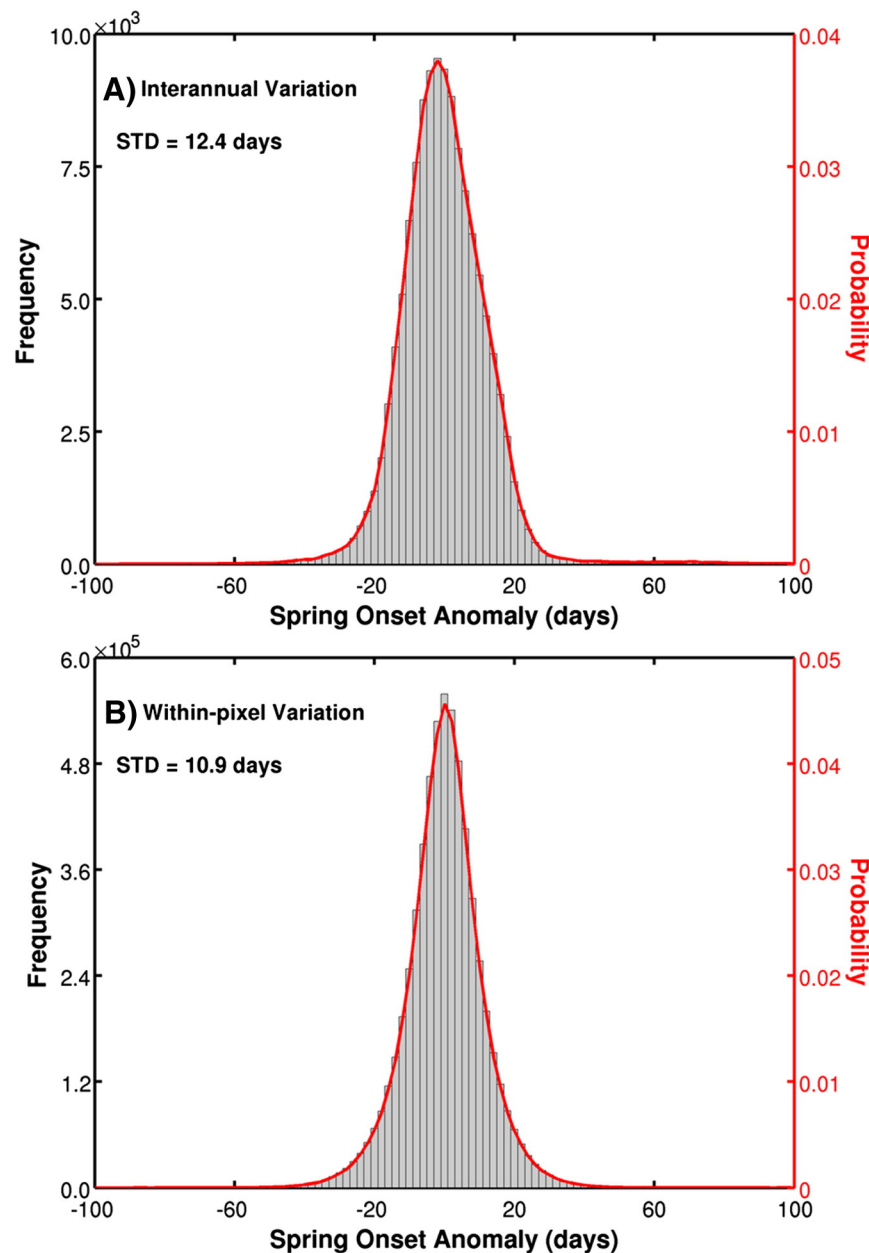 ×10³
10.0
7.5
5.0
2.5
0.0
Frequency
A) Interannual Variation
STD = 12.4 days
0.04
0.03
0.02
0.01
0
Probability
-100 -60 -20 20 60 100
Spring Onset Anomaly (days)
×10⁵
6.0
4.8
3.6
2.4
1.2
0.0
Frequency
B) Within-pixel Variation
STD = 10.9 days
0.05
0.04
0.03
0.02
0.01
0
Probability
-100 -60 -20 20 60 100
Spring Onset Anomaly (days)